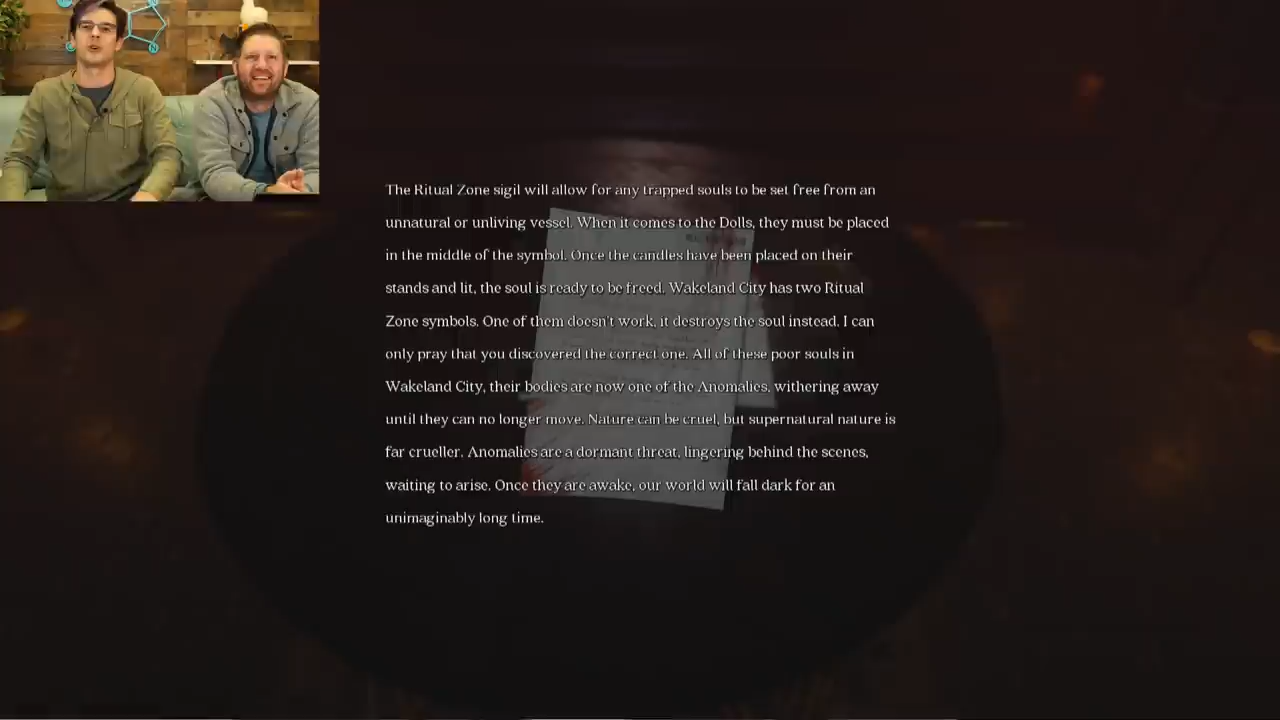 The Ritual Zone sigil will allow for any trapped souls to be set free from an
unnatural or unliving vessel. When it comes to the Dolls, they must be placed
in the middle of the symbol. Once the candles have been placed on their
stands and lit, the soul is ready to be freed. Wakeland City has two Ritual
Zone symbols. One of them doesn't work, it destroys the soul instead. I can
only pray that you discovered the correct one. All of these poor souls in
Wakeland City, their bodies are now one of the Anomalies, withering away
until they can no longer move. Nature can be cruel, but supernatural nature is
far crueller. Anomalies are a dormant threat, lingering behind the scenes,
waiting to arise. Once they are awake, our world will fall dark for an
unimaginably long time.